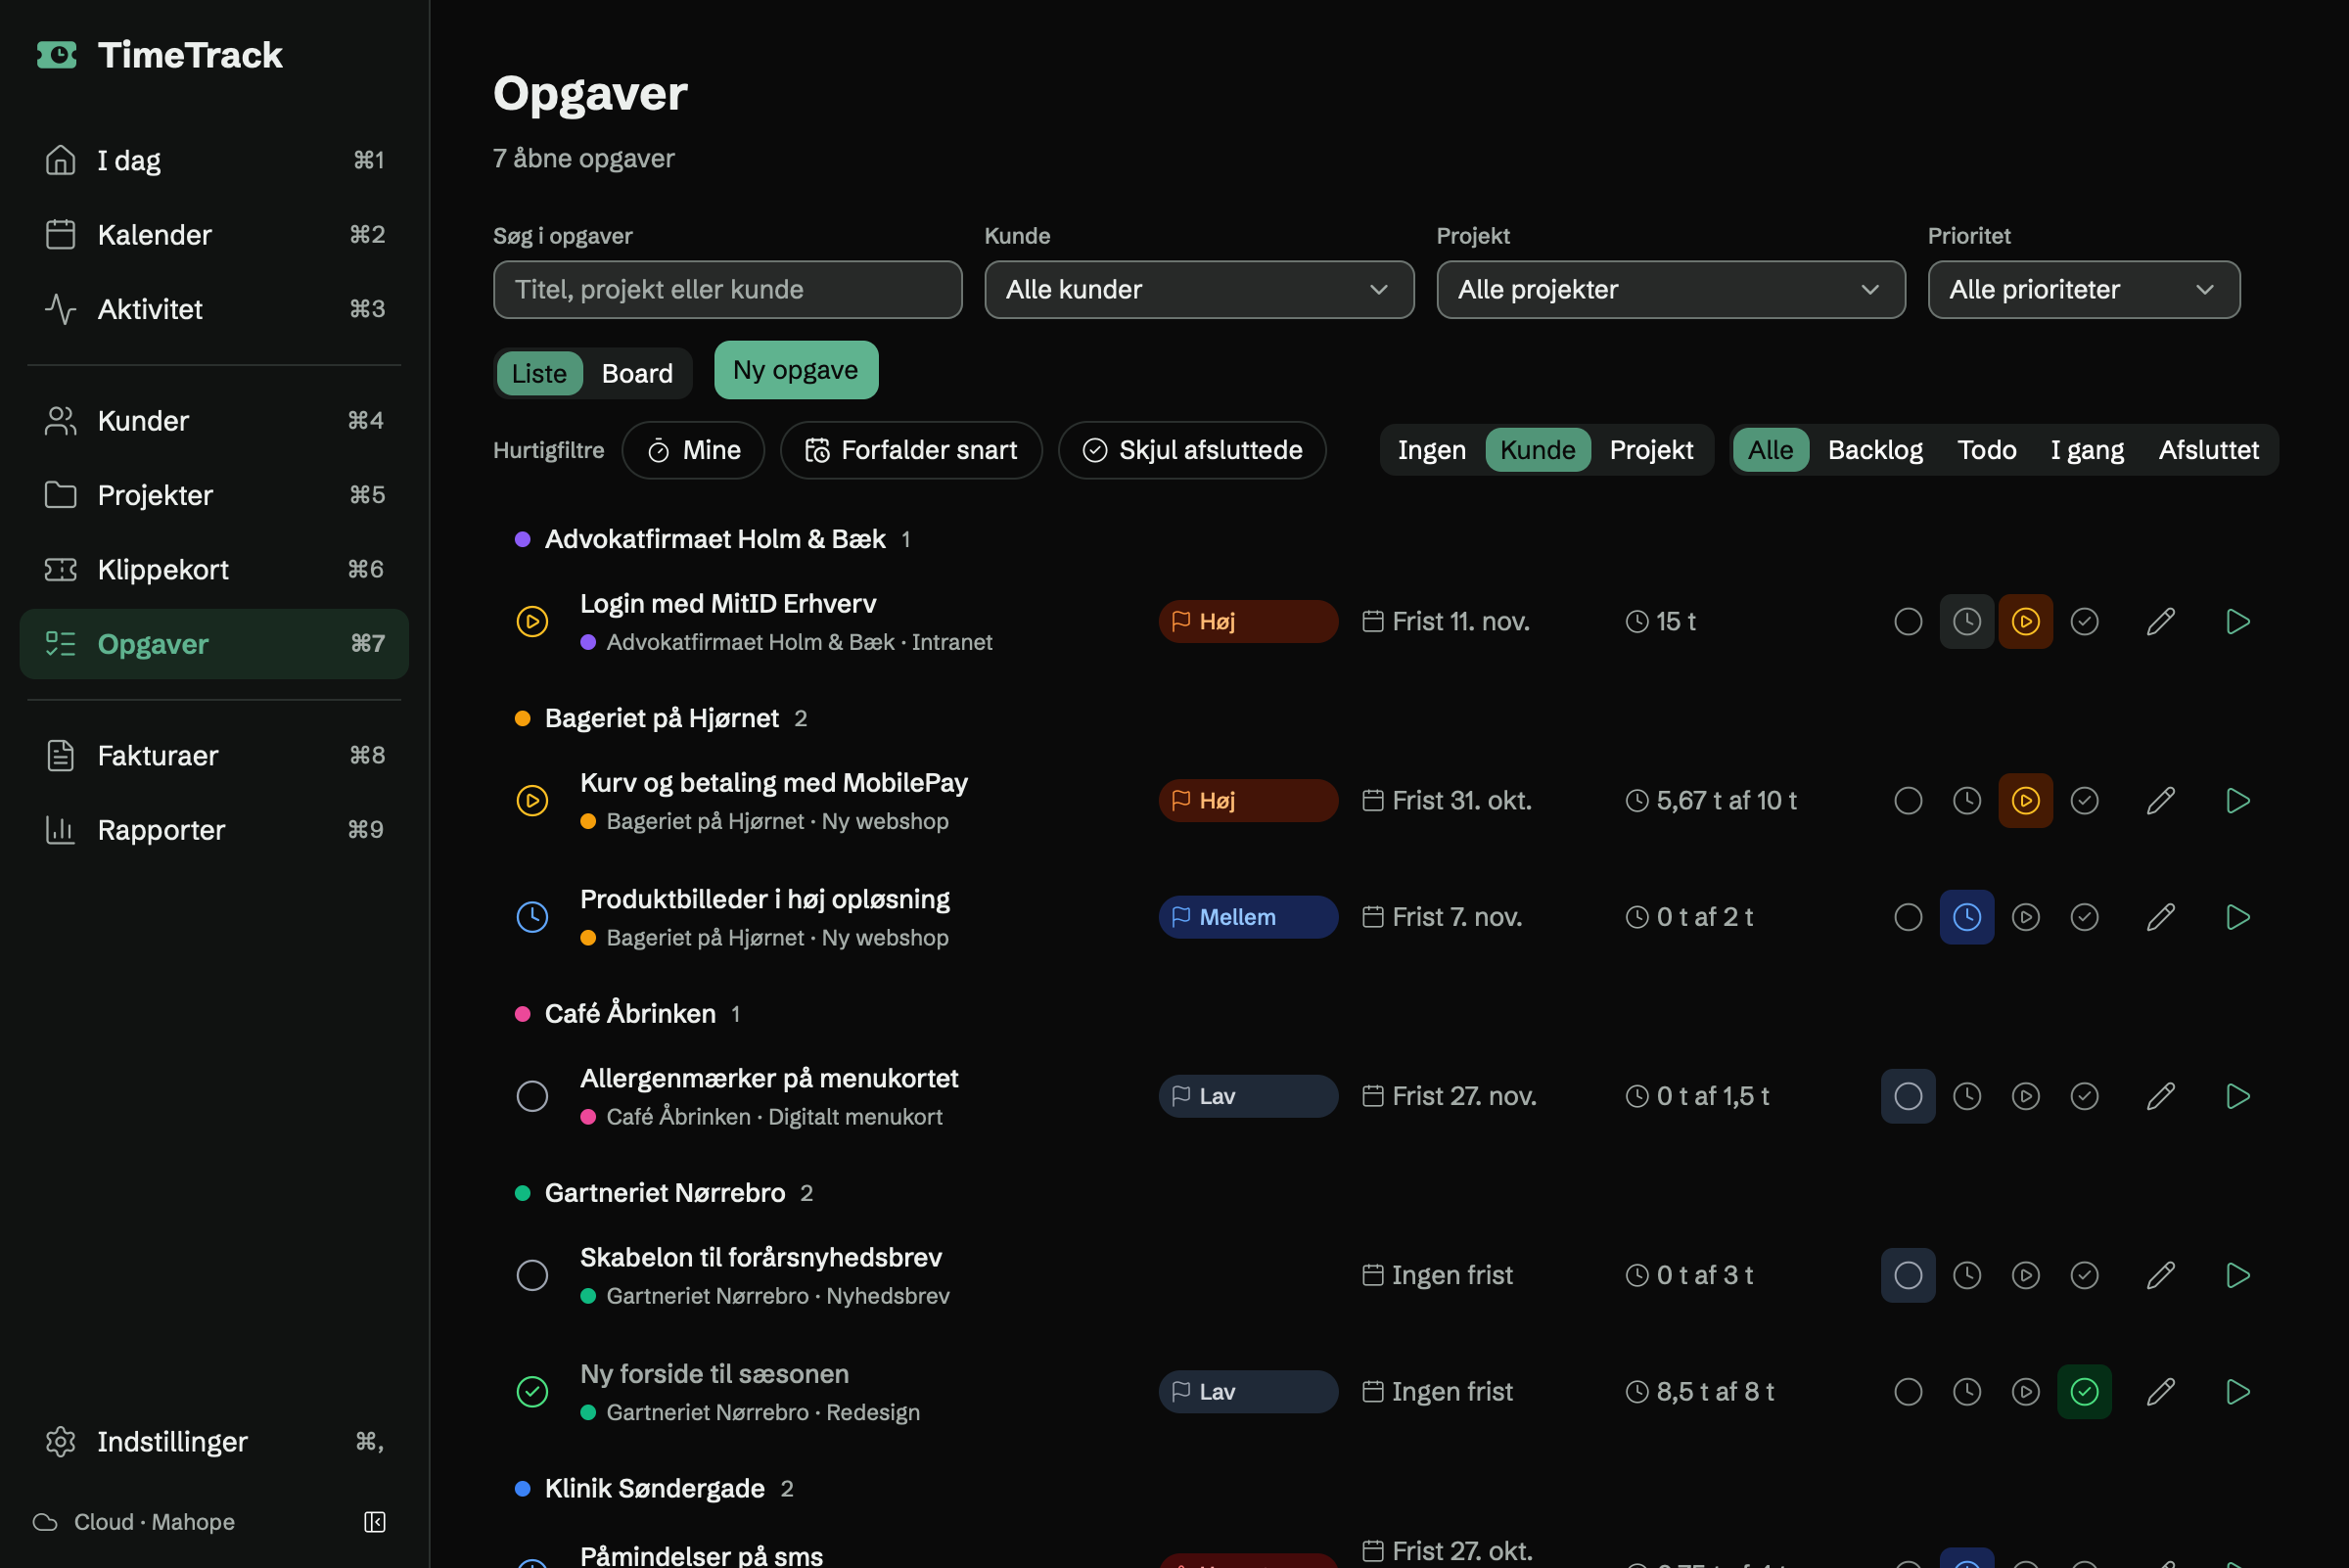 TimeTrack
I dag ⌘1
Kalender ⌘2
Aktivitet ⌘3
Kunder ⌘4
Projekter ⌘5
Klippekort ⌘6
Opgaver ⌘7
Fakturaer ⌘8
Rapporter ⌘9
Indstillinger ⌘,
Cloud · Mahope
Opgaver
7 åbne opgaver
Søg i opgaver Kunde Projekt Prioritet
Titel, projekt eller kunde Alle kunder Alle projekter Alle prioriteter
Liste Board Ny opgave
Hurtigfiltre Mine Forfalder snart Skjul afsluttede Ingen Kunde Projekt Alle Backlog Todo I gang Afsluttet
Advokatfirmaet Holm & Bæk 1
Login med MitID Erhverv
Advokatfirmaet Holm & Bæk · Intranet
Høj Frist 11. nov. 15 t
Bageriet på Hjørnet 2
Kurv og betaling med MobilePay
Bageriet på Hjørnet · Ny webshop
Høj Frist 31. okt. 5,67 t af 10 t
Produktbilleder i høj opløsning
Bageriet på Hjørnet · Ny webshop
Mellem Frist 7. nov. 0 t af 2 t
Café Åbrinken 1
Allergenmærker på menukortet
Café Åbrinken · Digitalt menukort
Lav Frist 27. nov. 0 t af 1,5 t
Gartneriet Nørrebro 2
Skabelon til forårsnyhedsbrev
Gartneriet Nørrebro · Nyhedsbrev
Ingen frist 0 t af 3 t
Ny forside til sæsonen
Gartneriet Nørrebro · Redesign
Lav Ingen frist 8,5 t af 8 t
Klinik Søndergade 2
Påmindelser på sms
Frist 27. okt.